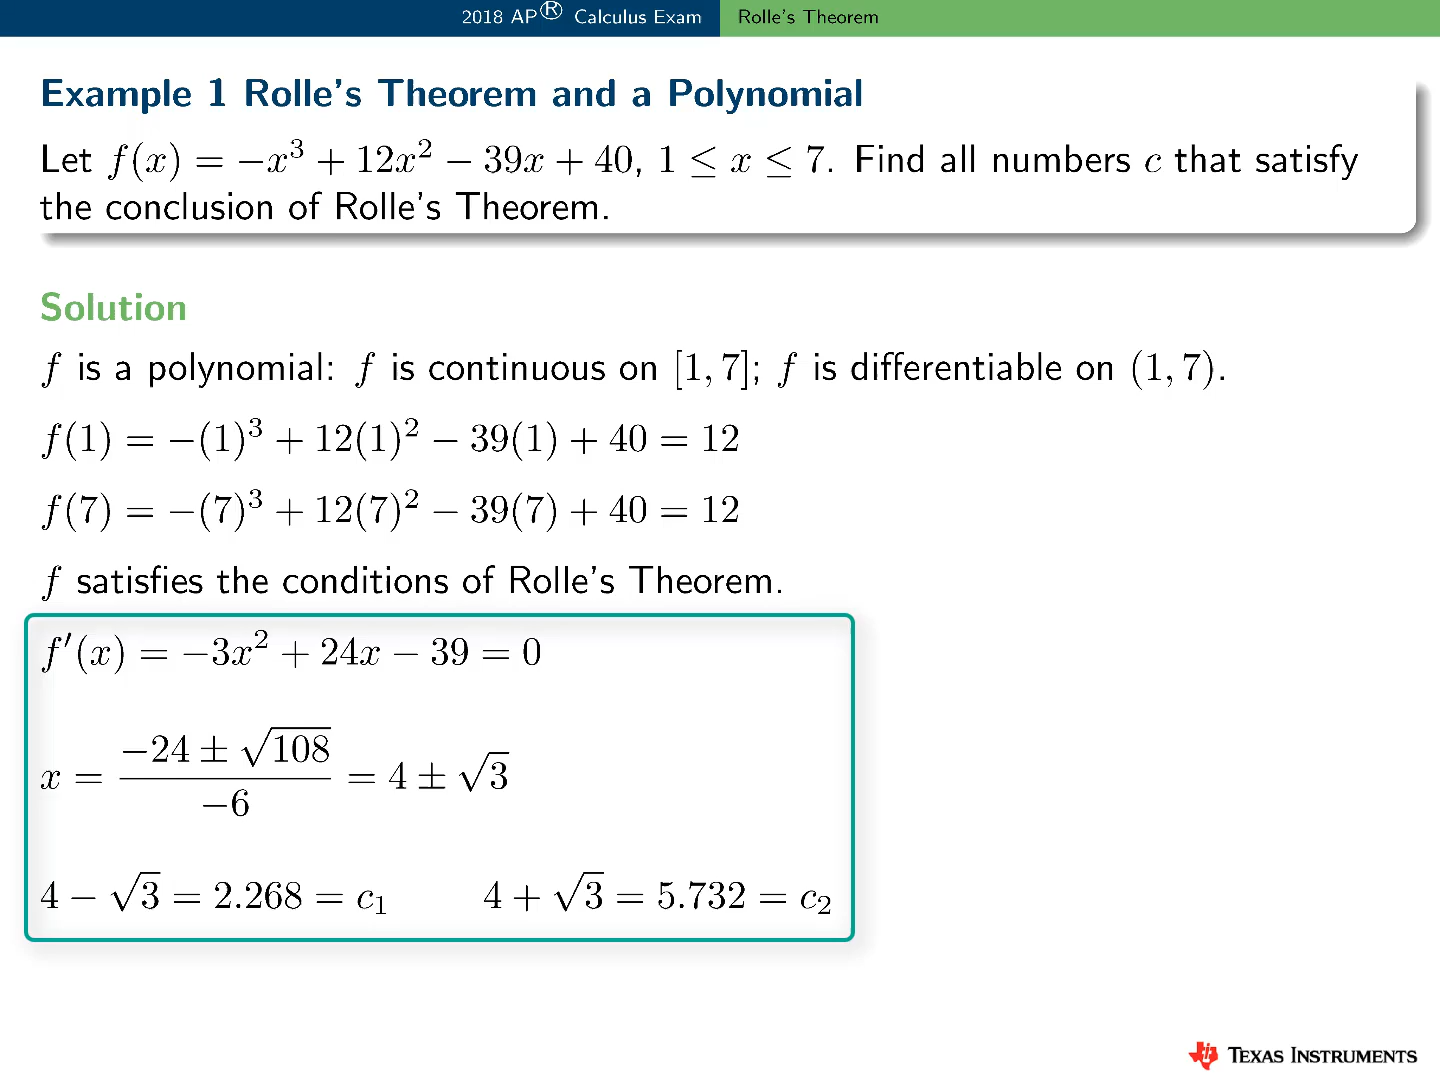 2018 AP® Calculus Exam Rolle's Theorem
Example 1 Rolle's Theorem and a Polynomial
Let f(x) = −x³ + 12x² − 39x + 40, 1 ≤ x ≤ 7. Find all numbers c that satisfy
the conclusion of Rolle's Theorem.
Solution
f is a polynomial: f is continuous on [1, 7]; f is differentiable on (1, 7).
f(1) = −(1)³ + 12(1)² − 39(1) + 40 = 12
f(7) = −(7)³ + 12(7)² − 39(7) + 40 = 12
f satisfies the conditions of Rolle's Theorem.
f′(x) = −3x² + 24x − 39 = 0
x = (−24 ± √108)/(−6) = 4 ± √3
4 − √3 = 2.268 = c₁ 4 + √3 = 5.732 = c₂
TEXAS INSTRUMENTS